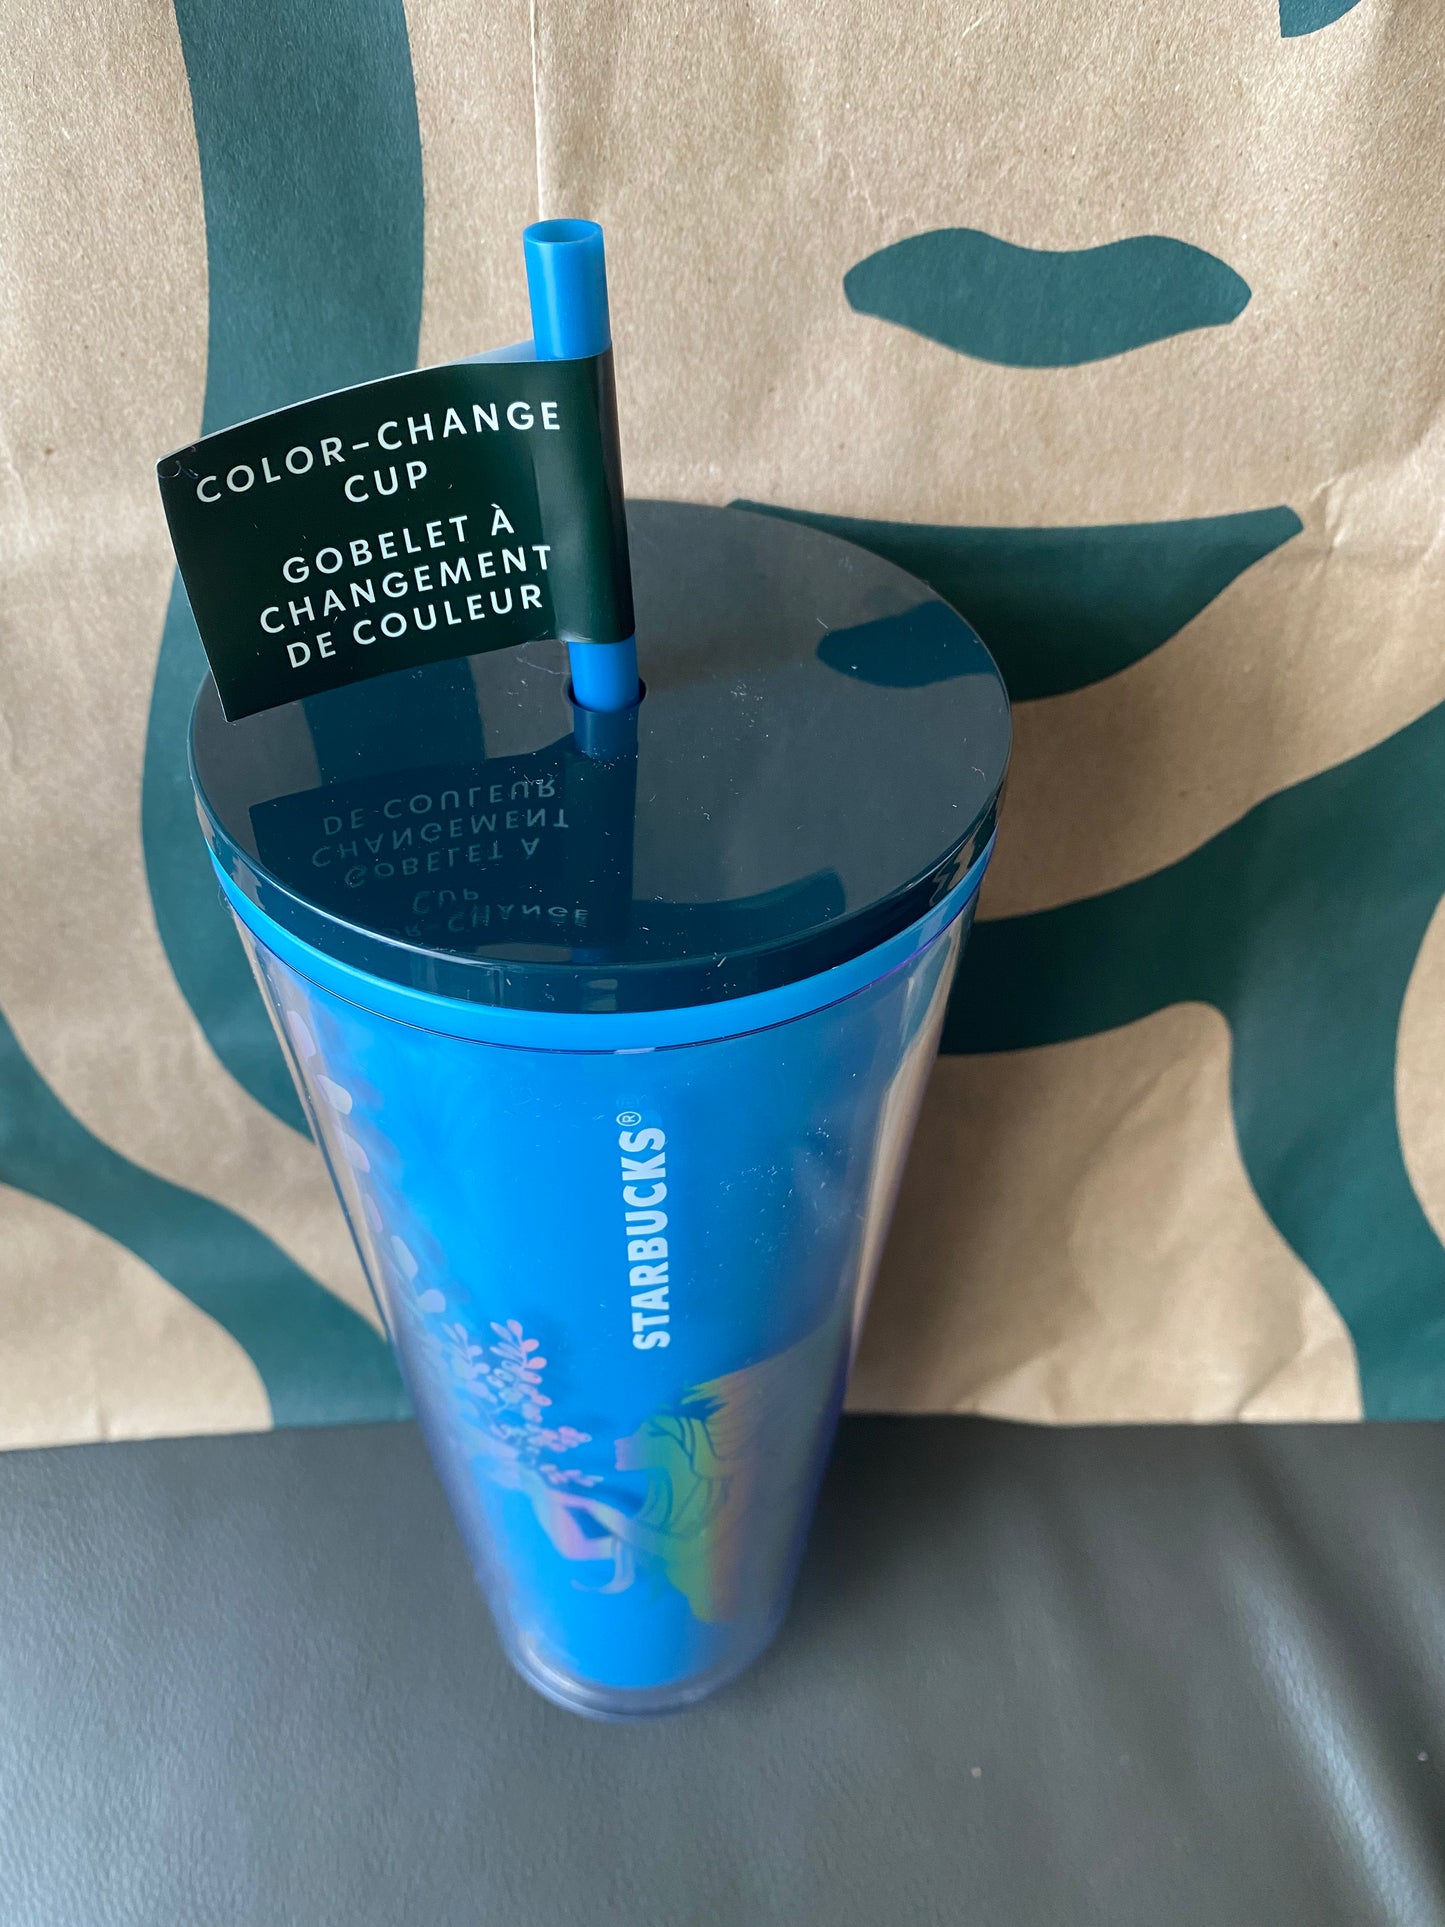 COLOR-CHANGE
CUP
GOBELET À
CHANGEMENT
DE COULEUR
STARBUCKS®